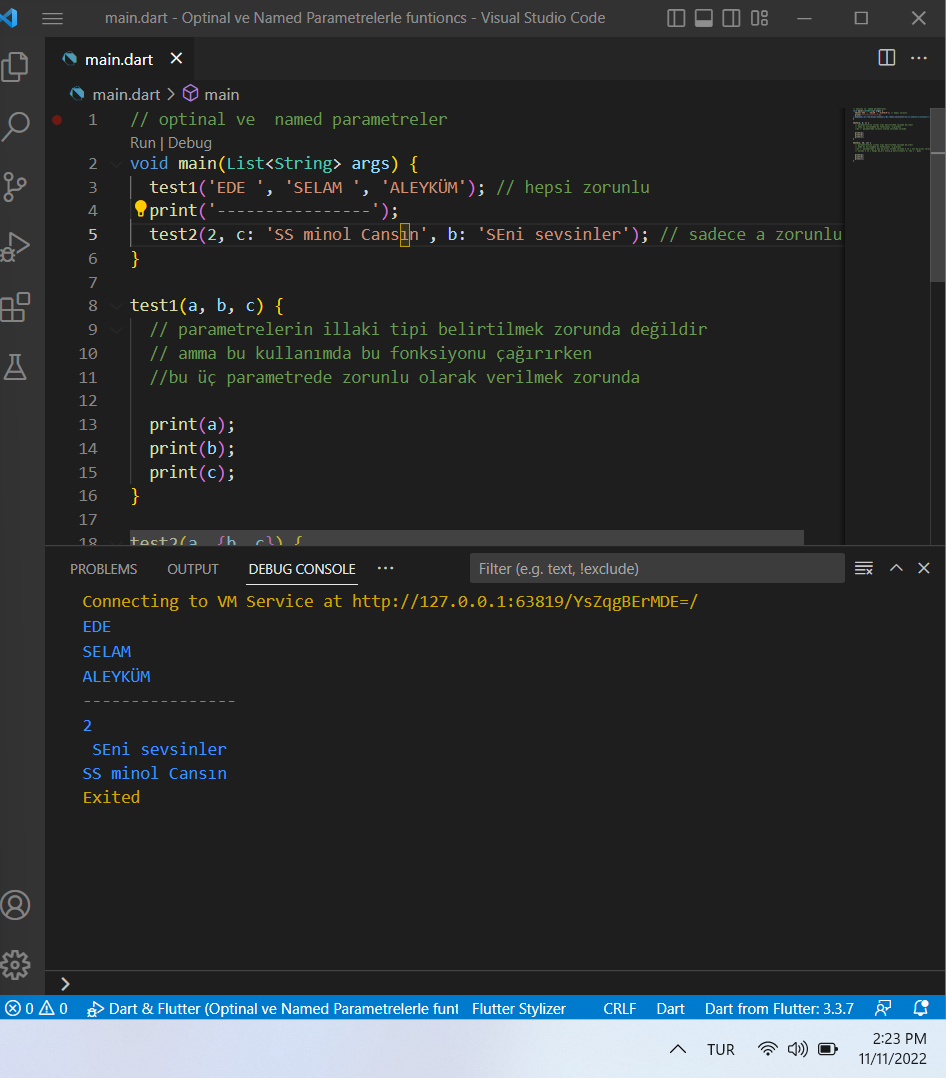 main.dart - Optinal ve Named Parametrelerle funtioncs - Visual Studio Code
main.dart
main.dart > main
1 // optinal ve  named parametreler
Run | Debug
2 void main(List<String> args) {
3   test1('EDE ', 'SELAM ', 'ALEYKÜM'); // hepsi zorunlu
4   print('----------------');
5   test2(2, c: 'SS minol Cansın', b: 'SEni sevsinler'); // sadece a zorunlu
6 }
7
8 test1(a, b, c) {
9   // parametrelerin illaki tipi belirtilmek zorunda değildir
10   // amma bu kullanımda bu fonksiyonu çağırırken
11   //bu üç parametrede zorunlu olarak verilmek zorunda
12
13   print(a);
14   print(b);
15   print(c);
16 }
17
18 test2(a, {b, c}) {
PROBLEMS OUTPUT DEBUG CONSOLE ··· Filter (e.g. text, !exclude)
Connecting to VM Service at http://127.0.0.1:63819/YsZqgBErMDE=/
EDE
SELAM
ALEYKÜM
----------------
2
 SEni sevsinler
SS minol Cansın
Exited
0 0 Dart & Flutter (Optinal ve Named Parametrelerle funt Flutter Stylizer CRLF Dart Dart from Flutter: 3.3.7
TUR 2:23 PM
11/11/2022